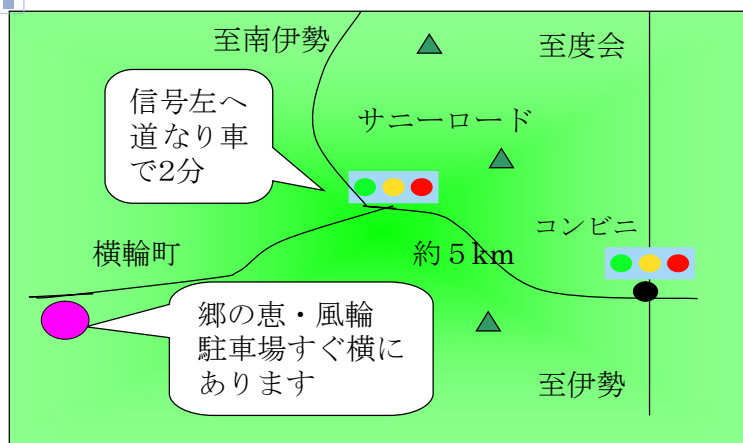 至南伊勢
至度会
信号左へ
道なり車
で2分
サニーロード
コンビニ
横輪町
約5km
郷の恵・風輪
駐車場すぐ横に
あります
至伊勢